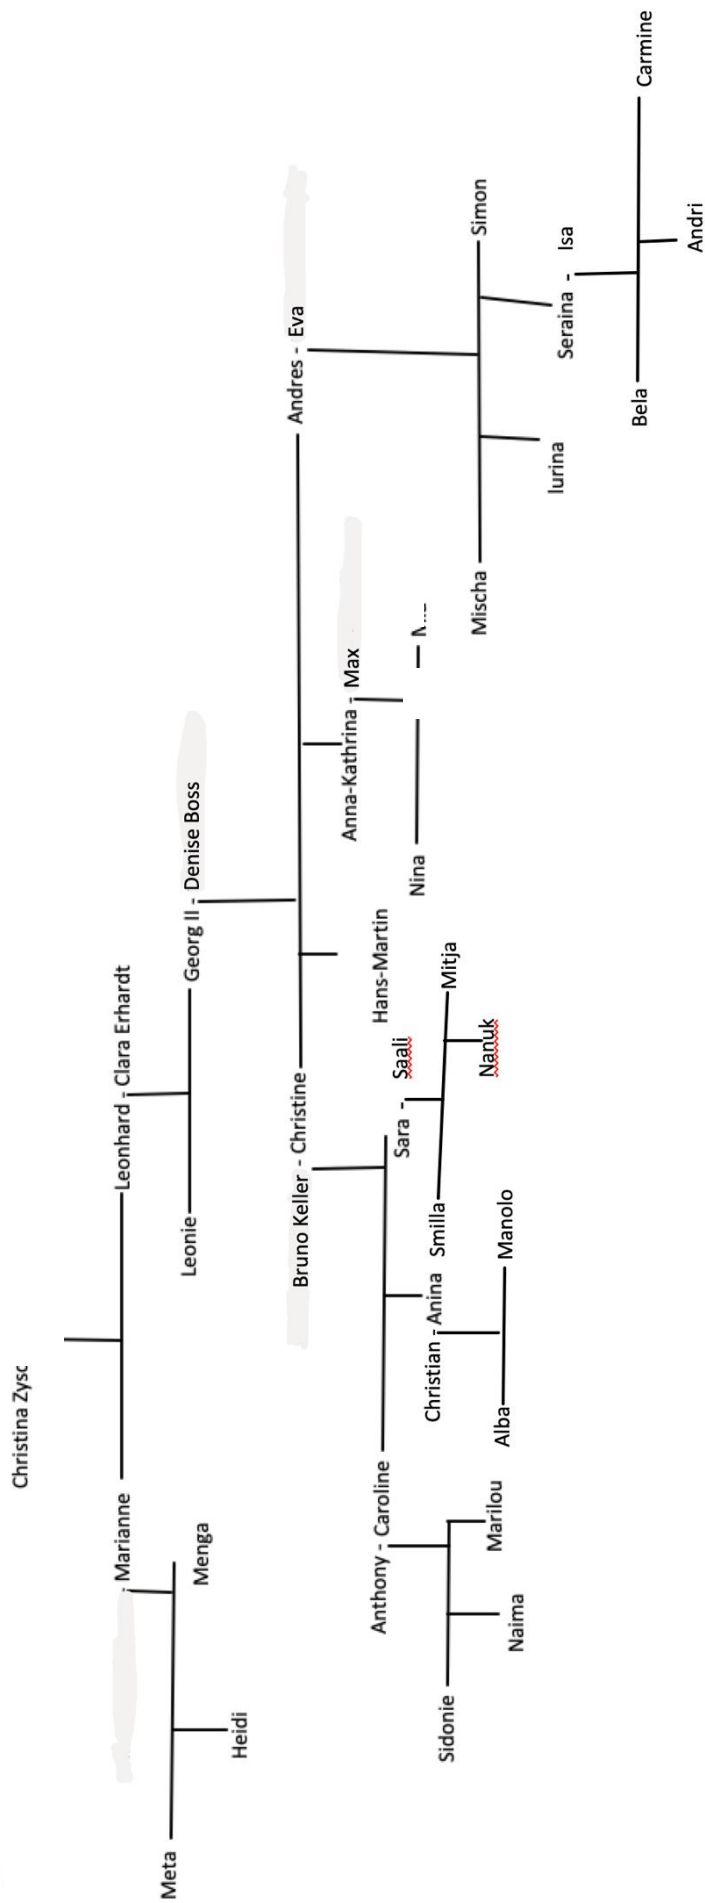 Christina
- Marianne
Leonhard - Clara Erhardt
Meta
Menga
Leonie
Georg II - Denise Boss
Heidi
Bruno Keller - Christine
Andres - Eva
Anna-Kathrina - Max
Hans-Martin
Anthony - Caroline
Sara - Saali
Nina
Christian - Anina
Smilla
Mitja
Sidonie
Nanuk
Mischa
Simon
Marilou
Alba
Manolo
Naima
Iurina
Seraina - Isa
Bela
Carmine
Andri